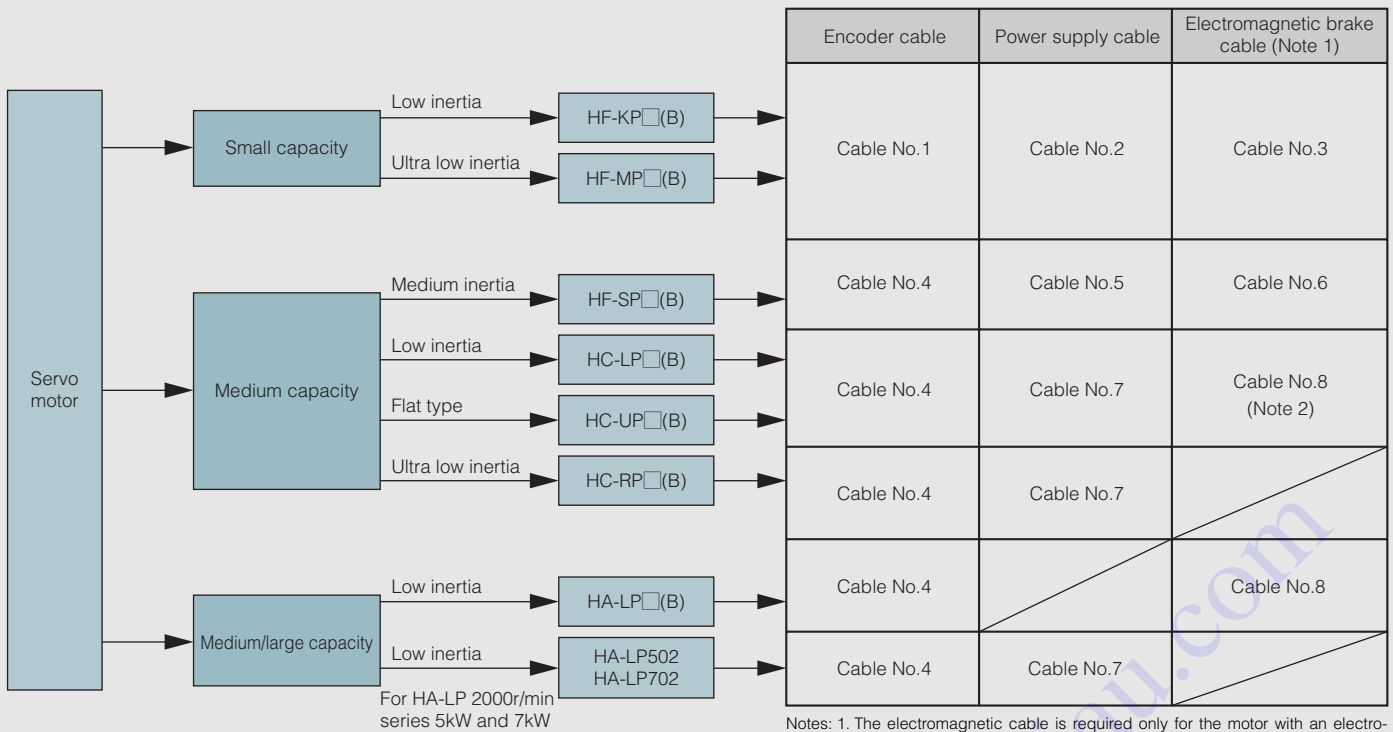 Encoder cable
Power supply cable
Electromagnetic brake
cable (Note 1)
Servo
motor
Small capacity
Low inertia
HF-KP□(B)
Ultra low inertia
HF-MP□(B)
Cable No.1
Cable No.2
Cable No.3
Medium capacity
Medium inertia
HF-SP□(B)
Cable No.4
Cable No.5
Cable No.6
Low inertia
HC-LP□(B)
Flat type
HC-UP□(B)
Cable No.4
Cable No.7
Cable No.8
(Note 2)
Ultra low inertia
HC-RP□(B)
Cable No.4
Cable No.7
Medium/large capacity
Low inertia
HA-LP□(B)
Cable No.4
Cable No.8
Low inertia
HA-LP502
HA-LP702
Cable No.4
Cable No.7
For HA-LP 2000r/min
series 5kW and 7kW
Notes: 1. The electromagnetic cable is required only for the motor with an electro-
au.com